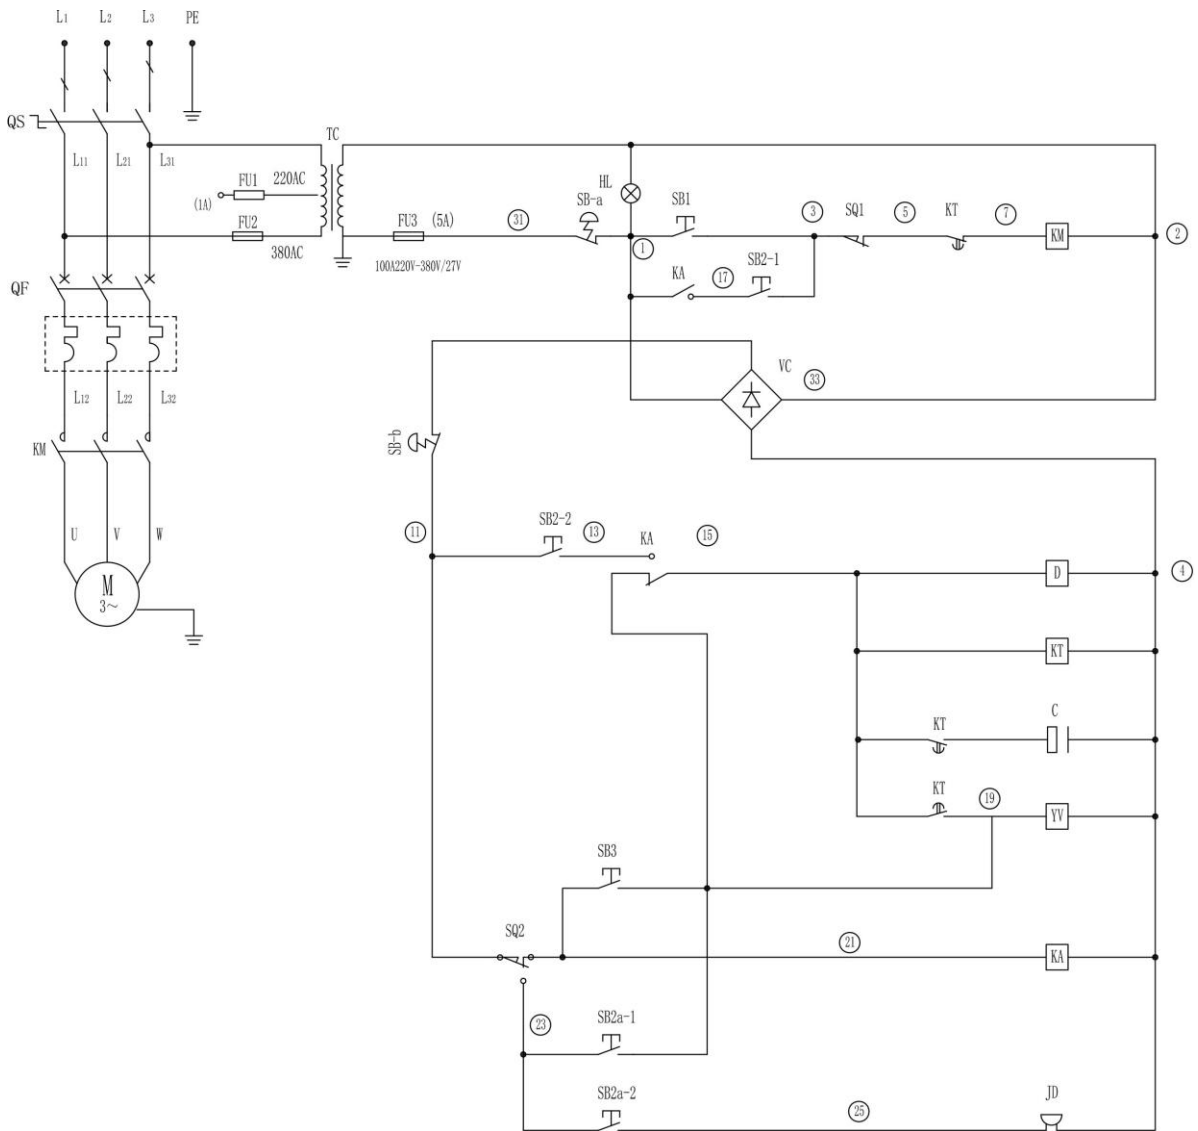 L1 L2 L3 PE
QS
L11 L21 L31
TC
FU1 220AC
(1A)
FU2
380AC
HL
SB-a
SB1
FU3 (5A)
31
3
SQ1
5
KT
7
KM
2
1
100A220V-380V/27V
KA
17
SB2-1
QF
VC
33
L12 L22 L32
KM
SB-b
U V W
M
3~
11
SB2-2
13
KA
15
D
4
KT
KT
C
KT
19
YV
SB3
SQ2
21
KA
23
SB2a-1
SB2a-2
25
JD